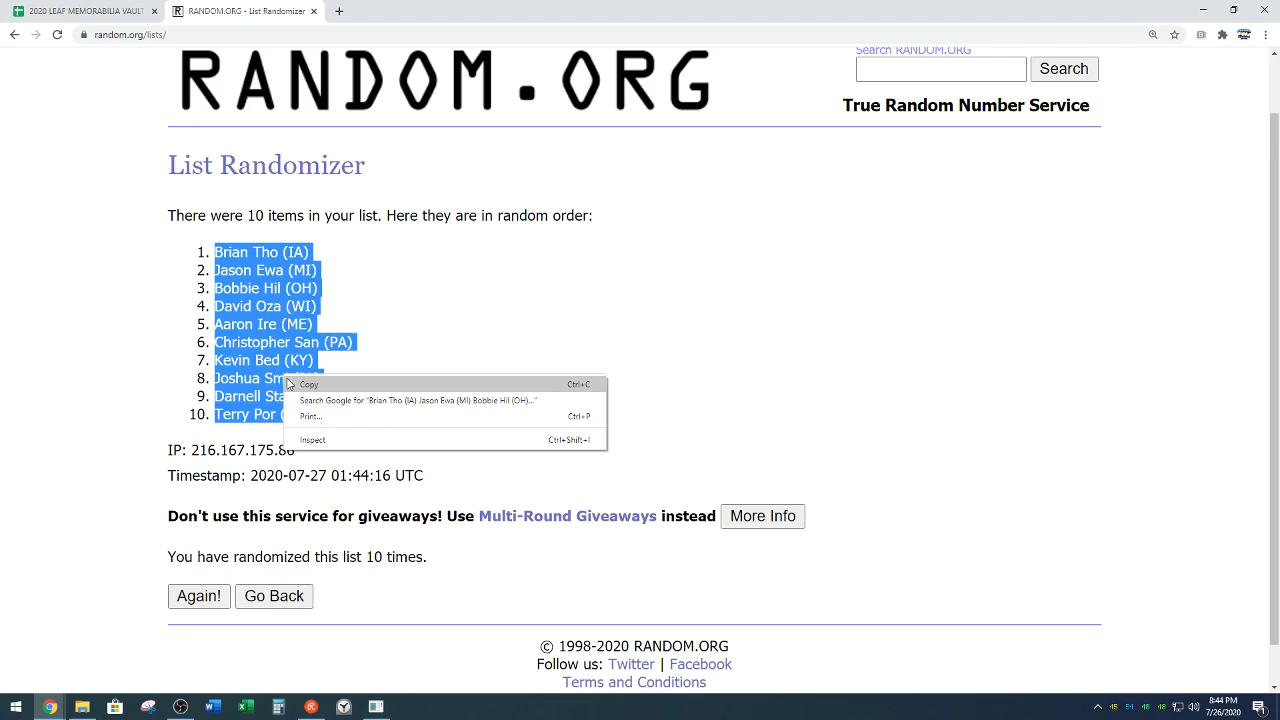 2020 LEAF MEMORABILIA VAULT
RANDOM.ORG - List Randomizer
random.org/lists/
RANDOM.ORG
Search RANDOM.ORG
Search
True Random Number Service
List Randomizer
There were 10 items in your list. Here they are in random order:
1. Brian Tho (IA)
2. Jason Ewa (MI)
3. Bobbie Hil (OH)
4. David Oza (WI)
5. Aaron Ire (ME)
6. Christopher San (PA)
7. Kevin Bed (KY)
8. Joshua
9. Darnell
10. Terry Por
Copy Ctrl+C
Search Google for “Brian Tho (IA) Jason Ewa (MI) Bobbie Hil (OH)...”
Print... Ctrl+P
Inspect Ctrl+Shift+I
IP: 216.167.175.86
Timestamp: 2020-07-27 01:44:16 UTC
Don't use this service for giveaways! Use Multi-Round Giveaways instead More Info
You have randomized this list 10 times.
Again! Go Back
© 1998-2020 RANDOM.ORG
Follow us: Twitter | Facebook
Terms and Conditions
45 54 48 48
8:44 PM
7/26/2020